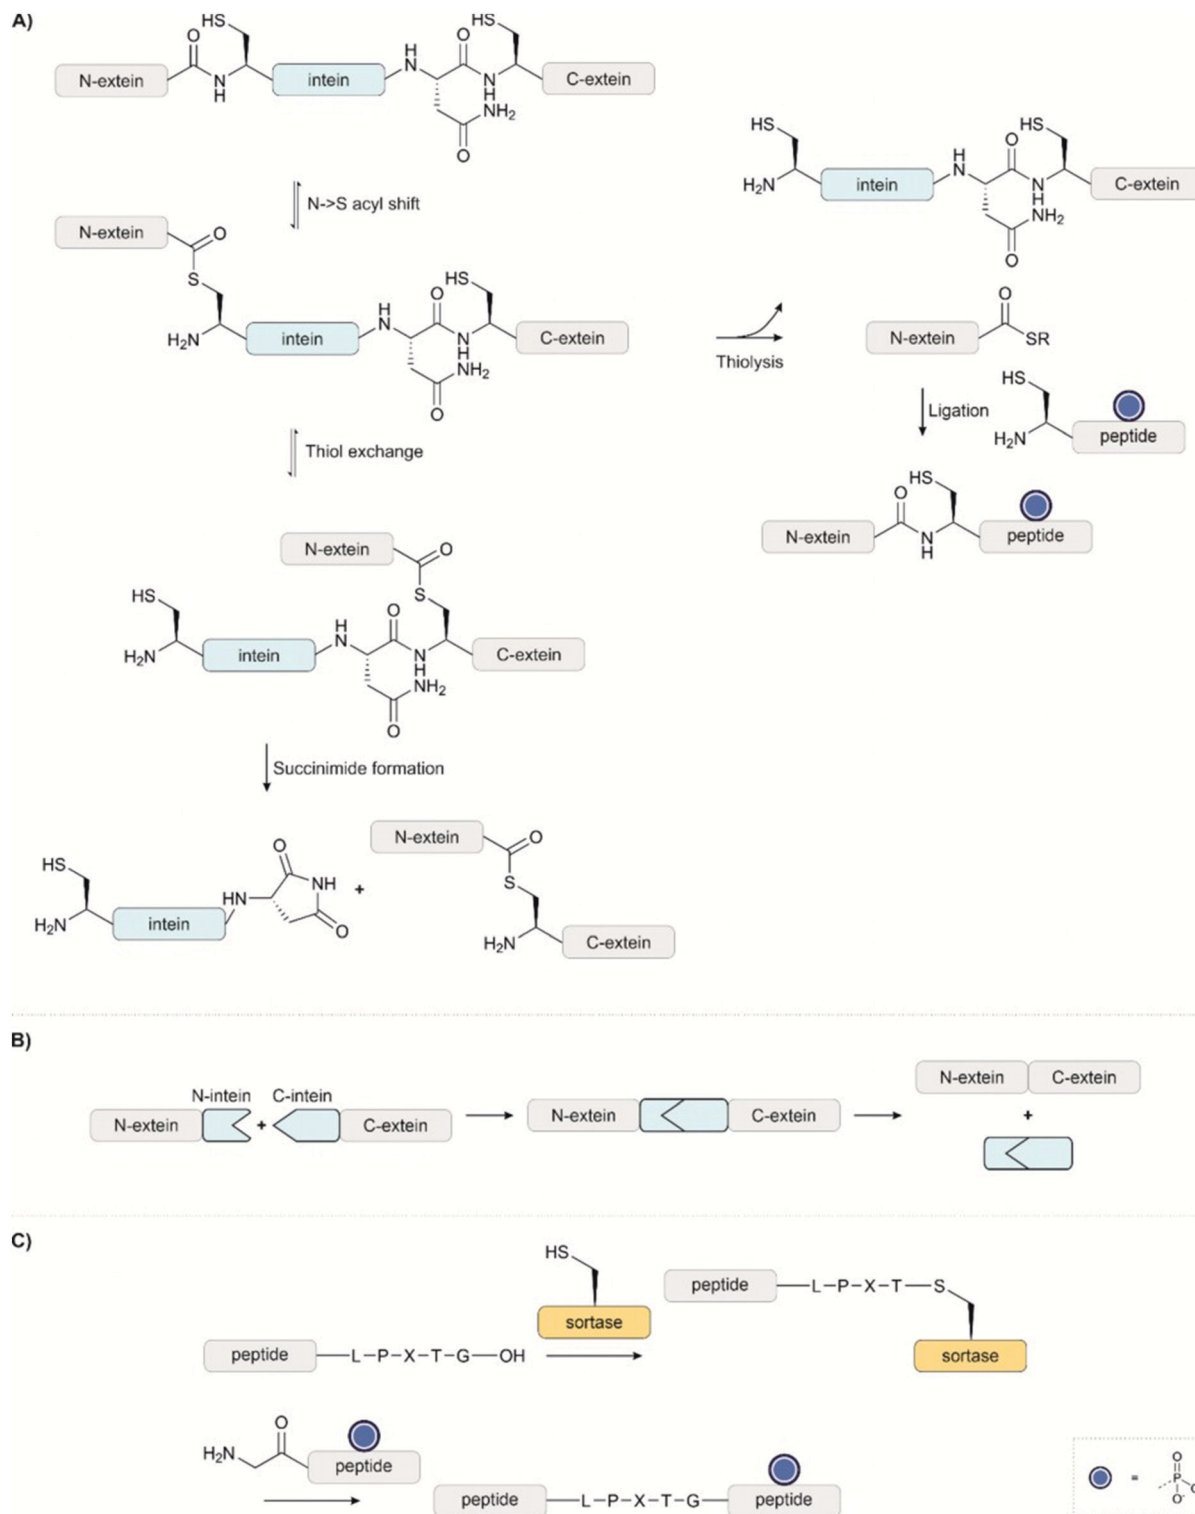 A)
HS O HS
N-extein N H intein H N O N H C-extein
NH2
O
N->S acyl shift
N-extein O
S
HS
H2N intein H N O N H C-extein
NH2
O
Thiol exchange
N-extein O
S
HS
H2N intein H N O N H C-extein
NH2
O
Succinimide formation
HS
H2N intein HN O NH O
+
N-extein O
S
H2N C-extein
Thiolysis
HS HS
H2N intein H N O N H C-extein
NH2
O
N-extein O SR
Ligation
HS
H2N peptide
HS
N-extein O N H peptide
B)
N-intein C-intein
N-extein + C-extein
N-extein C-extein
N-extein C-extein
+
C)
HS
sortase
peptide L-P-X-T-G-OH
peptide L-P-X-T-S
sortase
H2N O peptide
peptide L-P-X-T-G peptide
= O P O-